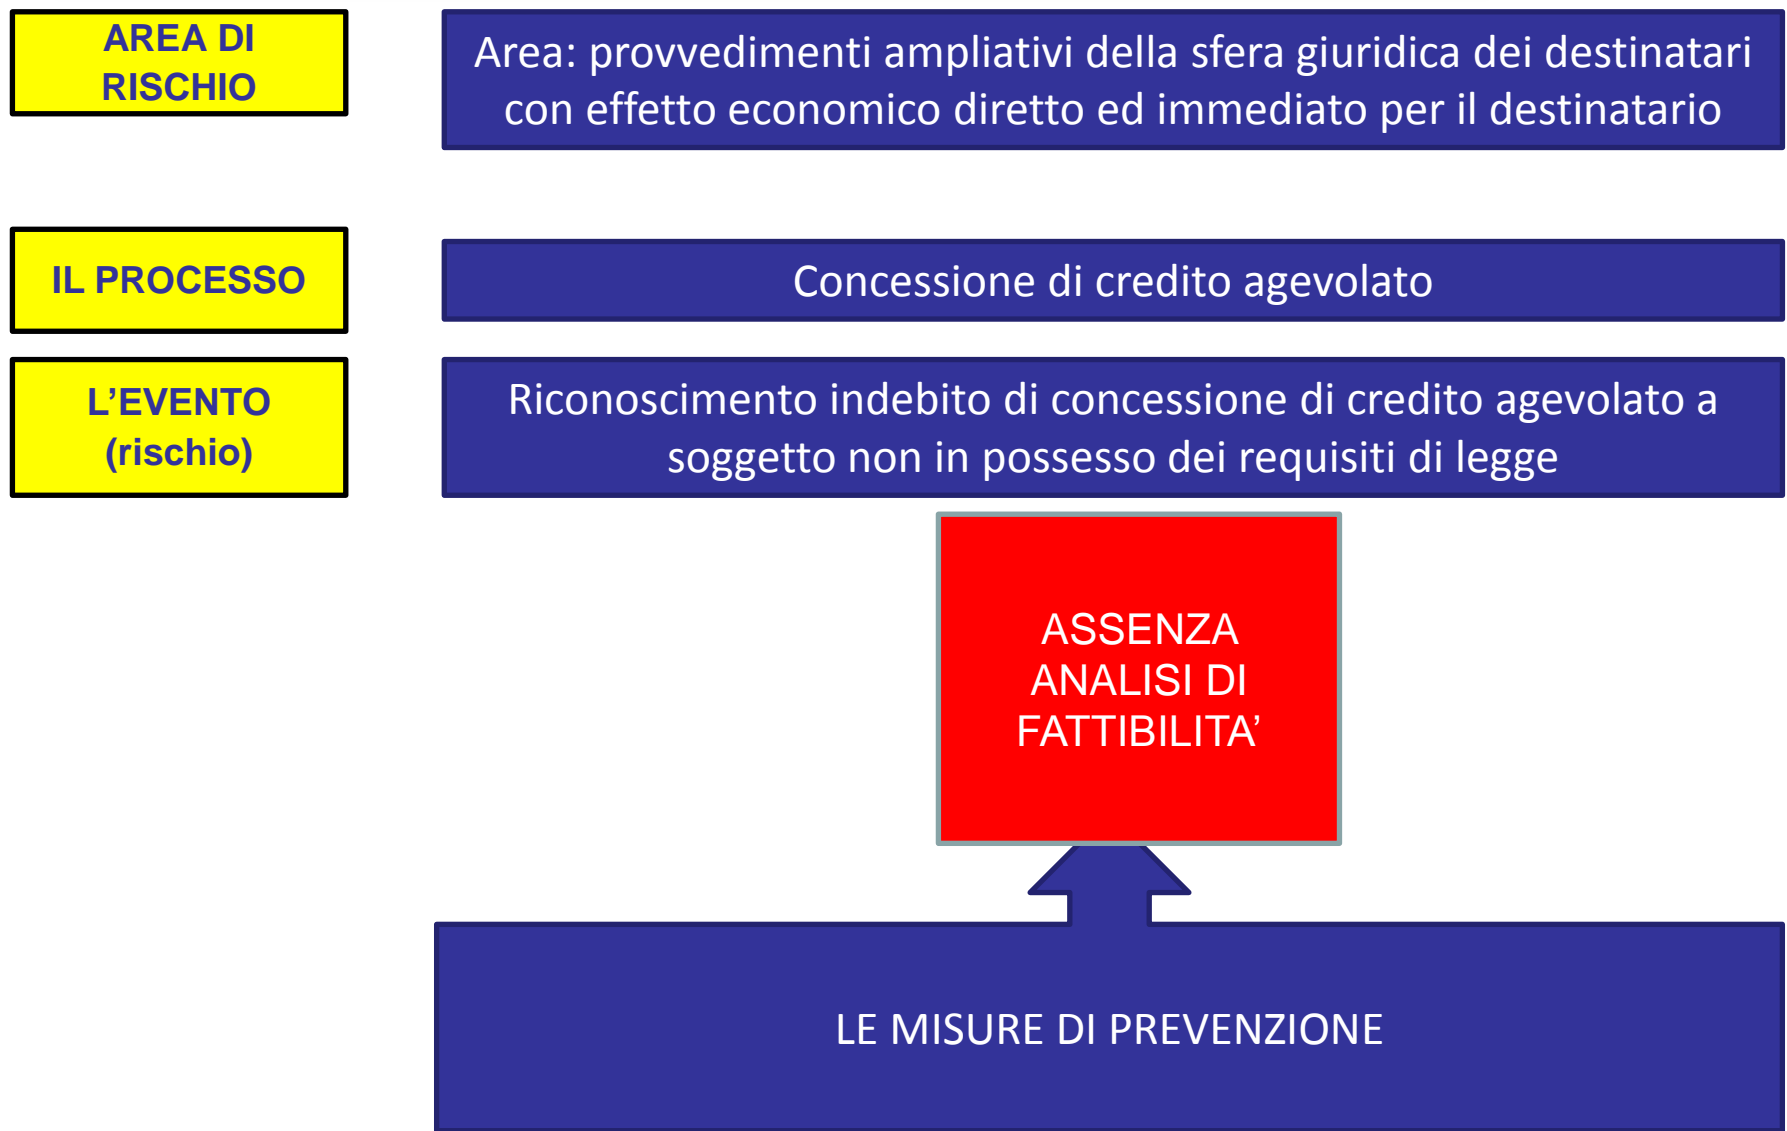 AREA DI
RISCHIO
Area: provvedimenti ampliativi della sfera giuridica dei destinatari
con effetto economico diretto ed immediato per il destinatario
IL PROCESSO
Concessione di credito agevolato
L’EVENTO
(rischio)
Riconoscimento indebito di concessione di credito agevolato a
soggetto non in possesso dei requisiti di legge
ASSENZA
ANALISI DI
FATTIBILITA’
LE MISURE DI PREVENZIONE